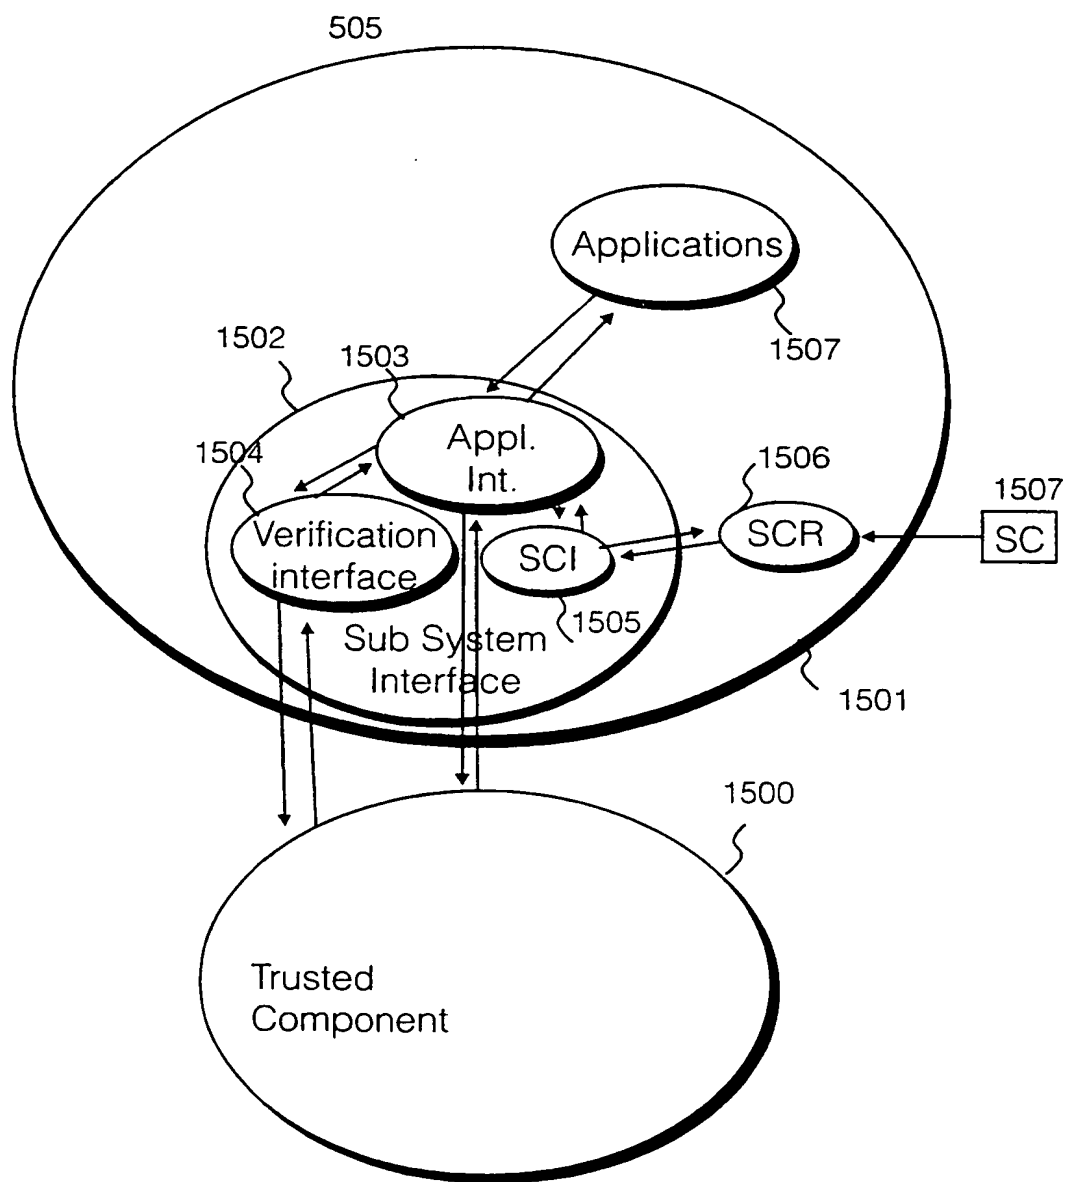 505
Applications
1507
1502
1503
Appl.
Int.
1504
1506
1507
SC
Verification
interface
SCI
SCR
1505
Sub System
Interface
1501
1500
Trusted
Component